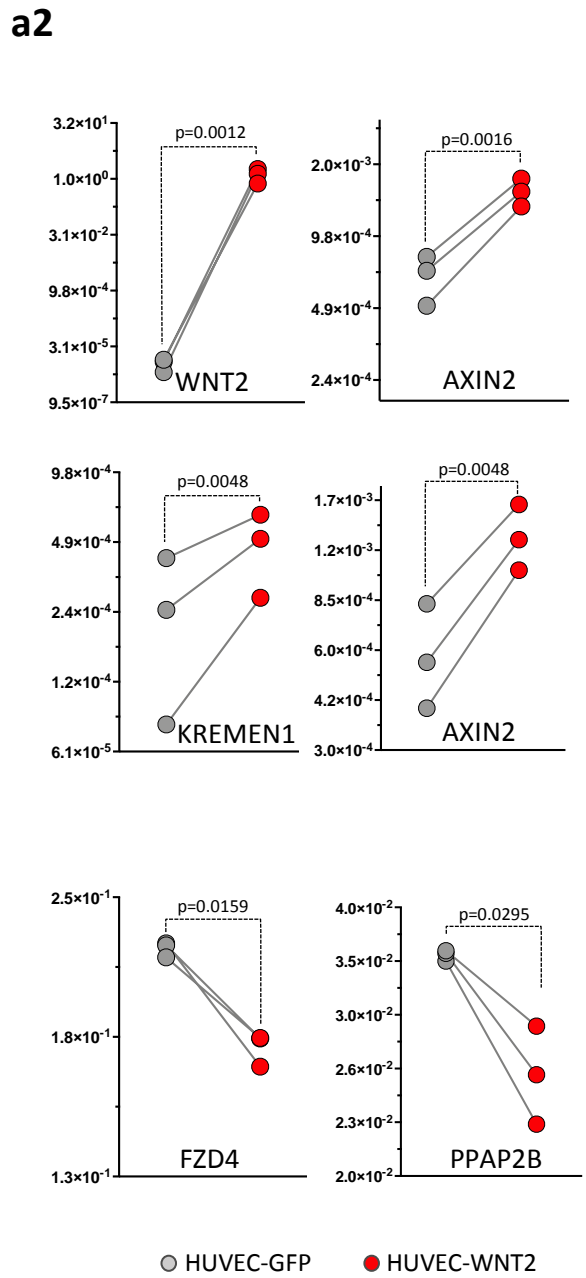 a2
p=0.0012
3.2×10¹
1.0×10⁰
3.1×10⁻²
9.8×10⁻⁴
3.1×10⁻⁵
9.5×10⁻⁷
WNT2
p=0.0016
2.0×10⁻³
9.8×10⁻⁴
4.9×10⁻⁴
2.4×10⁻⁴
AXIN2
p=0.0048
9.8×10⁻⁴
4.9×10⁻⁴
2.4×10⁻⁴
1.2×10⁻⁴
6.1×10⁻⁵
KREMEN1
p=0.0048
1.7×10⁻³
1.2×10⁻³
8.5×10⁻⁴
6.0×10⁻⁴
4.2×10⁻⁴
3.0×10⁻⁴
AXIN2
2.5×10⁻¹
p=0.0159
1.8×10⁻¹
1.3×10⁻¹
FZD4
4.0×10⁻²
p=0.0295
3.5×10⁻²
3.0×10⁻²
2.6×10⁻²
2.3×10⁻²
2.0×10⁻²
PPAP2B
HUVEC-GFP
HUVEC-WNT2